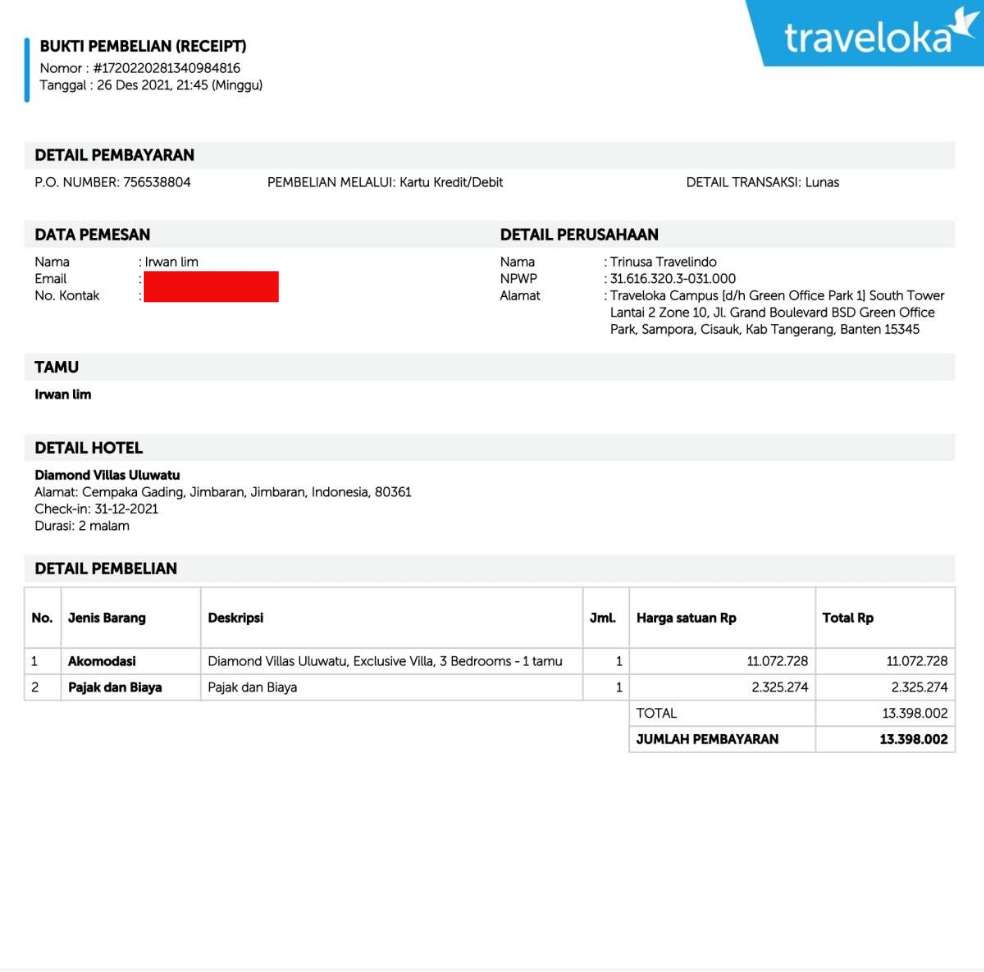 traveloka
BUKTI PEMBELIAN (RECEIPT)
Nomor : #1720220281340984816
Tanggal : 26 Des 2021, 21:45 (Minggu)
DETAIL PEMBAYARAN
P.O. NUMBER: 756538804 PEMBELIAN MELALUI: Kartu Kredit/Debit DETAIL TRANSAKSI: Lunas
DATA PEMESAN
Nama : Irwan lim
Email :
No. Kontak :
DETAIL PERUSAHAAN
Nama : Trinusa Travelindo
NPWP : 31.616.320.3-031.000
Alamat : Traveloka Campus [d/h Green Office Park 1] South Tower
Lantai 2 Zone 10, Jl. Grand Boulevard BSD Green Office
Park, Sampora, Cisauk, Kab Tangerang, Banten 15345
TAMU
Irwan lim
DETAIL HOTEL
Diamond Villas Uluwatu
Alamat: Cempaka Gading, Jimbaran, Jimbaran, Indonesia, 80361
Check-in: 31-12-2021
Durasi: 2 malam
DETAIL PEMBELIAN
No. Jenis Barang Deskripsi Jml. Harga satuan Rp Total Rp
1 Akomodasi Diamond Villas Uluwatu, Exclusive Villa, 3 Bedrooms - 1 tamu 1 11.072.728 11.072.728
2 Pajak dan Biaya Pajak dan Biaya 1 2.325.274 2.325.274
TOTAL 13.398.002
JUMLAH PEMBAYARAN 13.398.002